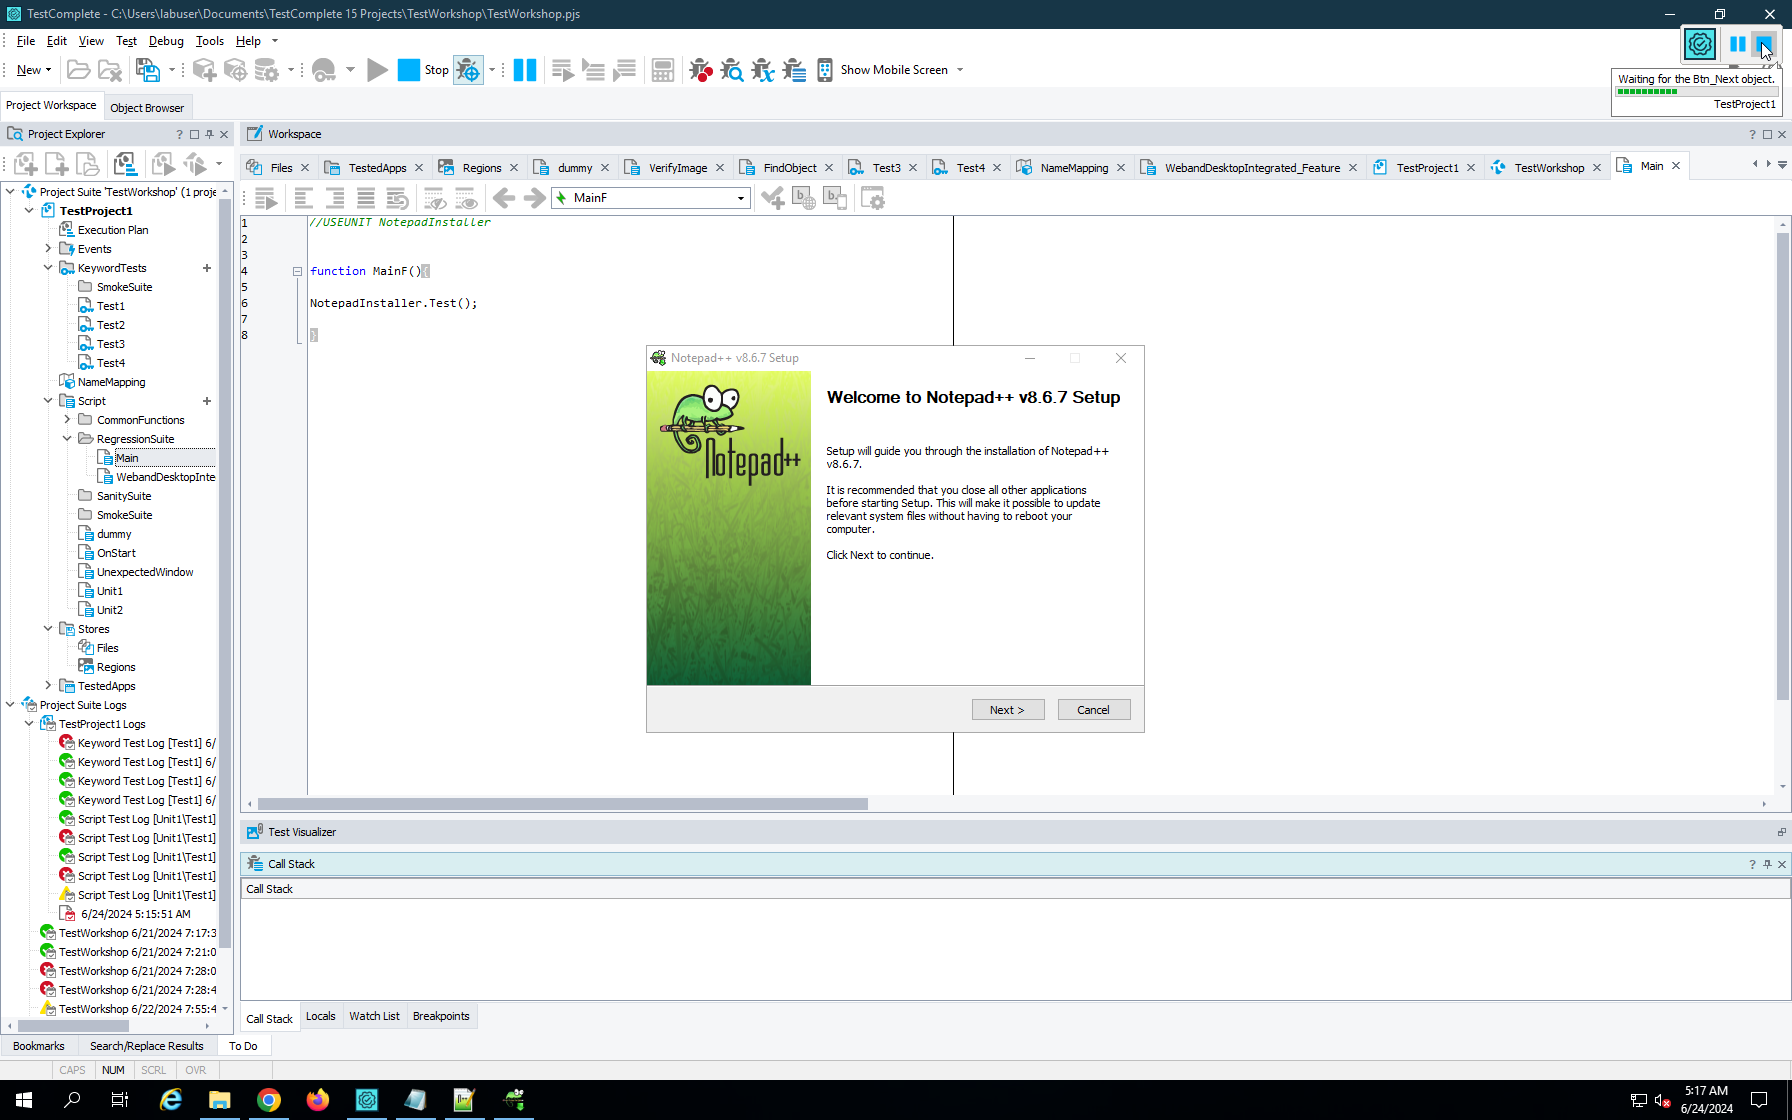 TestComplete - C:\Users\labuser\Documents\TestComplete 15 Projects\TestWorkshop\TestWorkshop.pjs
File Edit View Test Debug Tools Help
New Stop Show Mobile Screen
Waiting for the Btn_Next object.
TestProject1
Project Workspace Object Browser
Project Explorer
Workspace
Files TestedApps Regions dummy VerifyImage FindObject Test3 Test4 NameMapping WebandDesktopIntegrated_Feature TestProject1 TestWorkshop Main
MainF
Project Suite 'TestWorkshop' (1 proje
TestProject1
Execution Plan
Events
KeywordTests
SmokeSuite
Test1
Test2
Test3
Test4
NameMapping
Script
CommonFunctions
RegressionSuite
Main
WebandDesktopInte
SanitySuite
SmokeSuite
dummy
OnStart
UnexpectedWindow
Unit1
Unit2
Stores
Files
Regions
TestedApps
Project Suite Logs
TestProject1 Logs
Keyword Test Log [Test1] 6/
Keyword Test Log [Test1] 6/
Keyword Test Log [Test1] 6/
Keyword Test Log [Test1] 6/
Script Test Log [Unit1\Test1]
Script Test Log [Unit1\Test1]
Script Test Log [Unit1\Test1]
Script Test Log [Unit1\Test1]
Script Test Log [Unit1\Test1]
6/24/2024 5:15:51 AM
TestWorkshop 6/21/2024 7:17:3
TestWorkshop 6/21/2024 7:21:0
TestWorkshop 6/21/2024 7:28:0
TestWorkshop 6/21/2024 7:28:4
TestWorkshop 6/22/2024 7:55:4
1 //USEUNIT NotepadInstaller
2
3
4 function MainF(){
5
6 NotepadInstaller.Test();
7
8 }
Notepad++ v8.6.7 Setup
Notepad++
Welcome to Notepad++ v8.6.7 Setup
Setup will guide you through the installation of Notepad++
v8.6.7.
It is recommended that you close all other applications
before starting Setup. This will make it possible to update
relevant system files without having to reboot your
computer.
Click Next to continue.
Next > Cancel
Test Visualizer
Call Stack
Call Stack
Call Stack Locals Watch List Breakpoints
Bookmarks Search/Replace Results To Do
CAPS NUM SCRL OVR
5:17 AM
6/24/2024